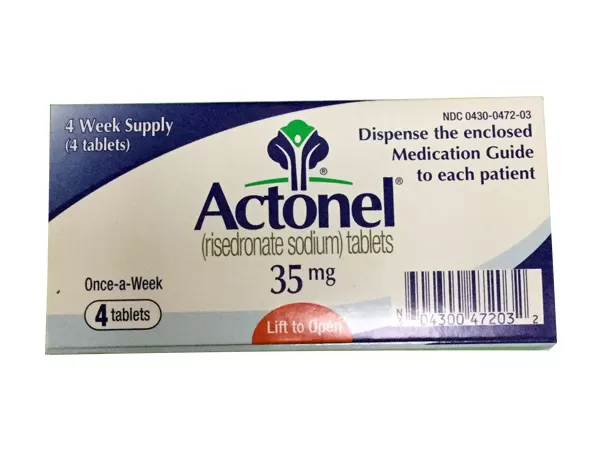 4 Week Supply
(4 tablets)
NDC 0430-0472-03
Dispense the enclosed
Medication Guide
to each patient
®
Actonel®
(risedronate sodium) tablets
35 mg
Once-a-Week
4 tablets
Lift to Open
N
04300 47203 2